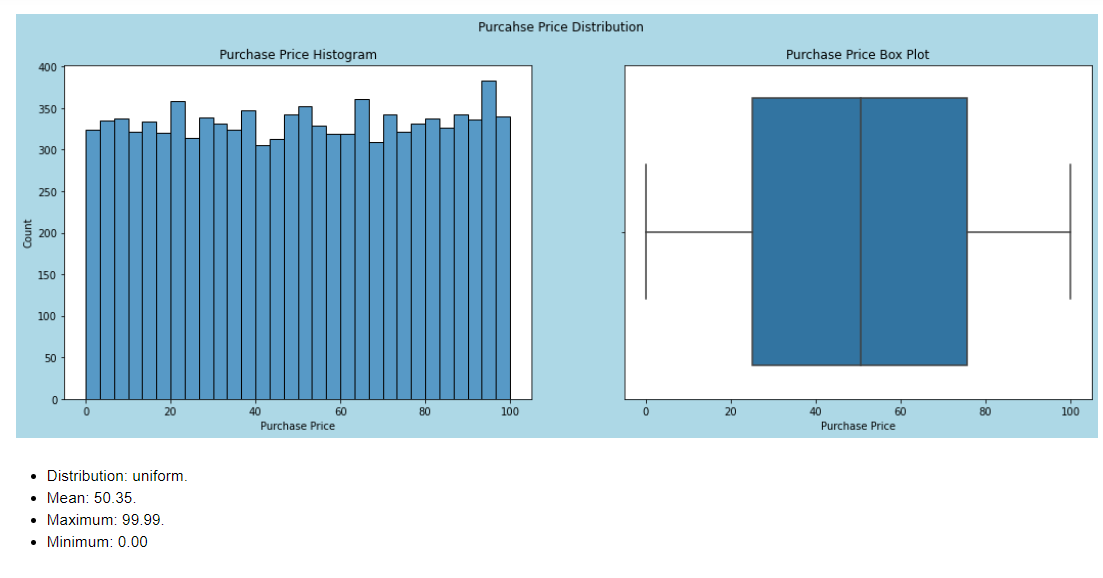 Purcahse Price Distribution
Purchase Price Histogram
400
350
300
250
200
150
100
50
0
Count
0 20 40 60 80 100
Purchase Price
Purchase Price Box Plot
0 20 40 60 80 100
Purchase Price
• Distribution: uniform.
• Mean: 50.35.
• Maximum: 99.99.
• Minimum: 0.00